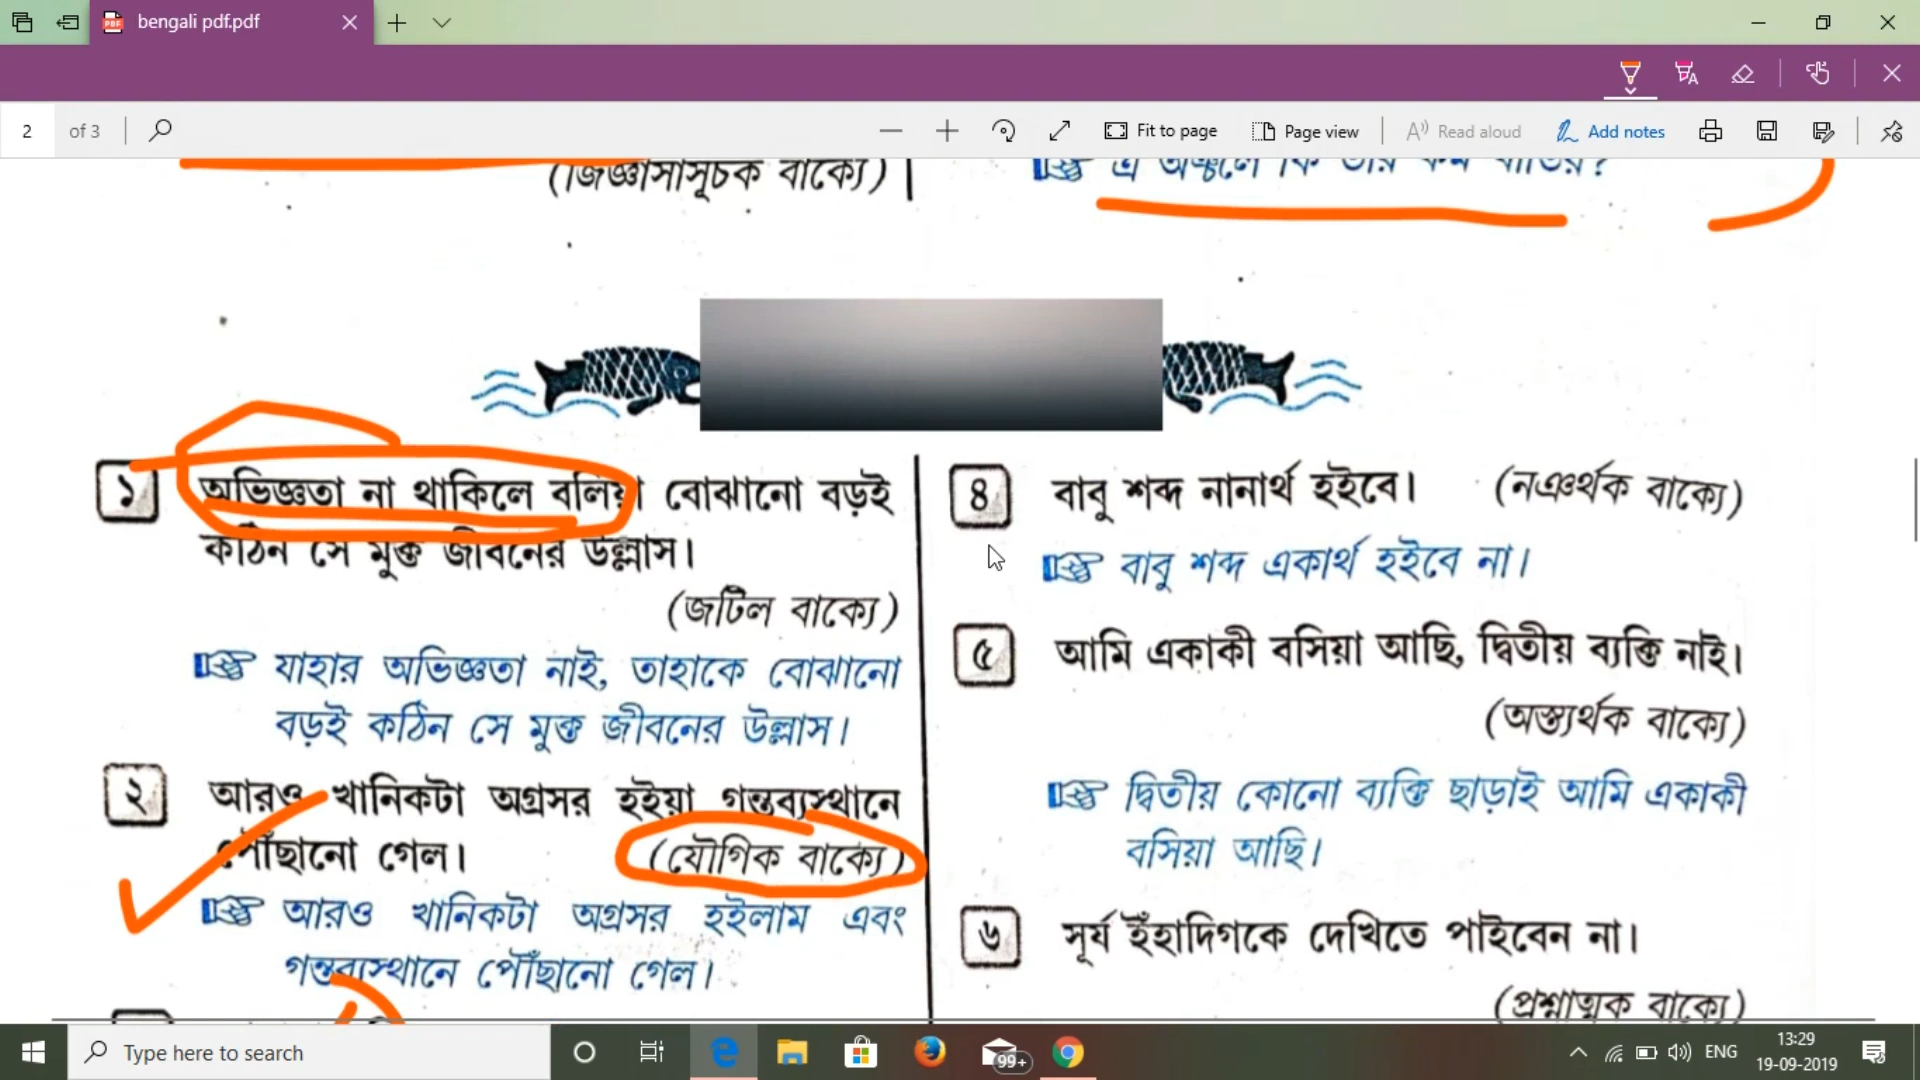 bengali pdf.pdf
2 of 3
Fit to page
Page view
Read aloud
Add notes
(জিজ্ঞাসাসূচক বাক্যে)
এ অঞ্চলে কি তার কম বাড়ির?
১ অভিজ্ঞতা না থাকিলে বলিয়া বোঝানো বড়ই
কঠিন সে মুক্ত জীবনের উল্লাস।
(জটিল বাক্যে)
যাহার অভিজ্ঞতা নাই, তাহাকে বোঝানো
বড়ই কঠিন সে মুক্ত জীবনের উল্লাস।
২ আরও খানিকটা অগ্রসর হইয়া গন্তব্যস্থানে
পৌঁছানো গেল। (যৌগিক বাক্যে)
আরও খানিকটা অগ্রসর হইলাম এবং
গন্তব্যস্থানে পৌঁছানো গেল।
৪ বাবু শব্দ নানার্থ হইবে। (নঞর্থক বাক্যে)
বাবু শব্দ একার্থ হইবে না।
৫ আমি একাকী বসিয়া আছি, দ্বিতীয় ব্যক্তি নাই।
(অস্ত্যর্থক বাক্যে)
দ্বিতীয় কোনো ব্যক্তি ছাড়াই আমি একাকী
বসিয়া আছি।
৬ সূর্য ইঁহাদিগকে দেখিতে পাইবেন না।
(প্রশ্নাত্মক বাক্যে)
Type here to search
99+
ENG
13:29
19-09-2019